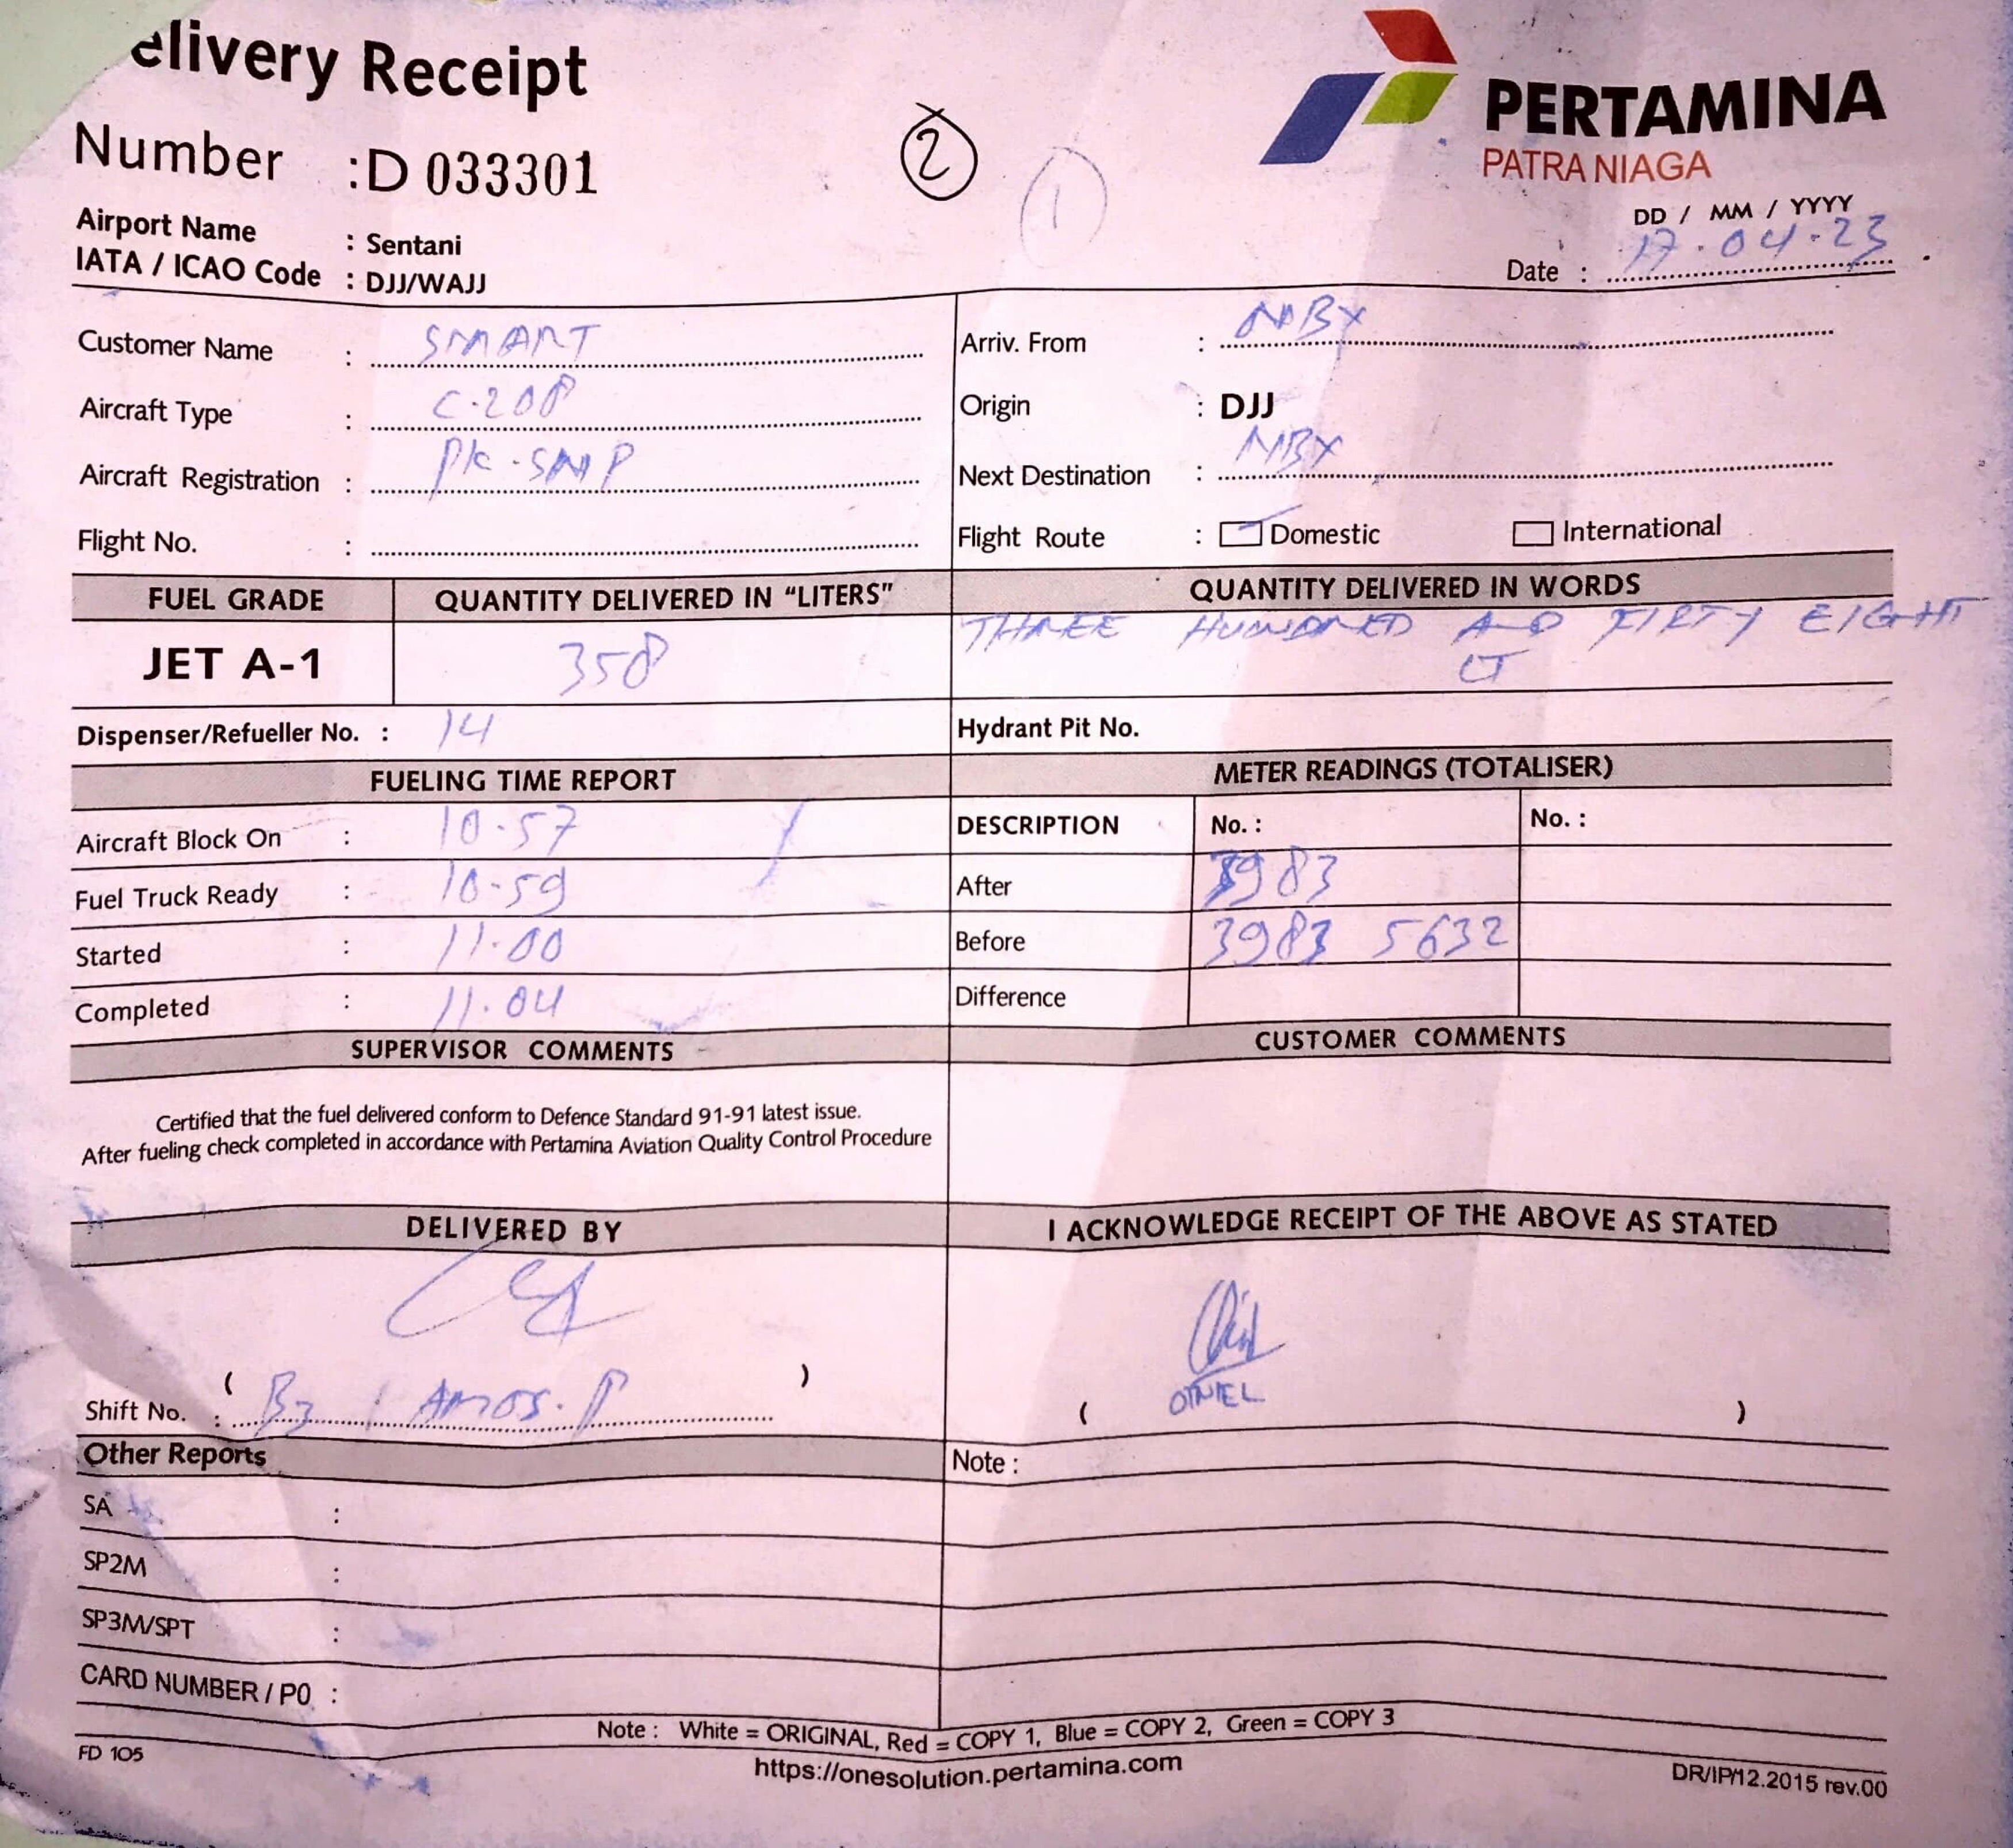 elivery Receipt
PERTAMINA
PATRA NIAGA
Number : D 033301
2
1
Airport Name : Sentani
IATA / ICAO Code : DJJ/WAJJ
DD / MM / YYYY
Date : 17.04-23
Customer Name : SMART
Arriv. From : NBX
Aircraft Type : C-208
Origin : DJJ
Aircraft Registration : PK-SNP
Next Destination : NBX
Flight No. :
Flight Route : Domestic International
FUEL GRADE QUANTITY DELIVERED IN "LITERS" QUANTITY DELIVERED IN WORDS
JET A-1 358
THREE HUNDRED AND FIFTY EIGHT
LT
Dispenser/Refueller No. : 14
Hydrant Pit No.
FUELING TIME REPORT METER READINGS (TOTALISER)
Aircraft Block On : 10-57
DESCRIPTION No. : No. :
Fuel Truck Ready : 10-59
After 3983
Started : 11.00
Before 3983 5632
Completed : 11.04
Difference
SUPERVISOR COMMENTS CUSTOMER COMMENTS
Certified that the fuel delivered conform to Defence Standard 91-91 latest issue.
After fueling check completed in accordance with Pertamina Aviation Quality Control Procedure
DELIVERED BY I ACKNOWLEDGE RECEIPT OF THE ABOVE AS STATED
( )
Shift No. : B3 / AMOS. P
( OTNIEL )
Other Reports
Note :
SA :
SP2M :
SP3M/SPT :
CARD NUMBER / P0 :
Note : White = ORIGINAL, Red = COPY 1, Blue = COPY 2, Green = COPY 3
FD 105
https://onesolution.pertamina.com
DR/IP/12.2015 rev.00